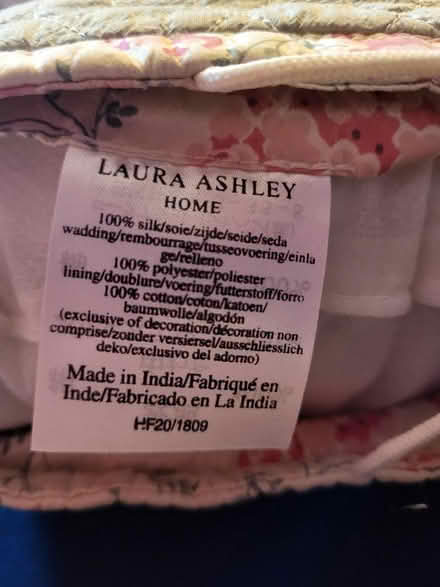 LAURA ASHLEY
HOME
100% silk/soie/zijde/seide/seda
wadding/rembourrage/tusseovoering/einla
ge/relleno
100% polyester/poliester
lining/doublure/voering/futterstoff/forro
100% cotton/coton/katoen/
baumwolle/algodón
(exclusive of decoration/décoration non
comprise/zonder versiersel/ausschliesslich
deko/exclusivo del adorno)
Made in India/Fabriqué en
Inde/Fabricado en La India
HF20/1809